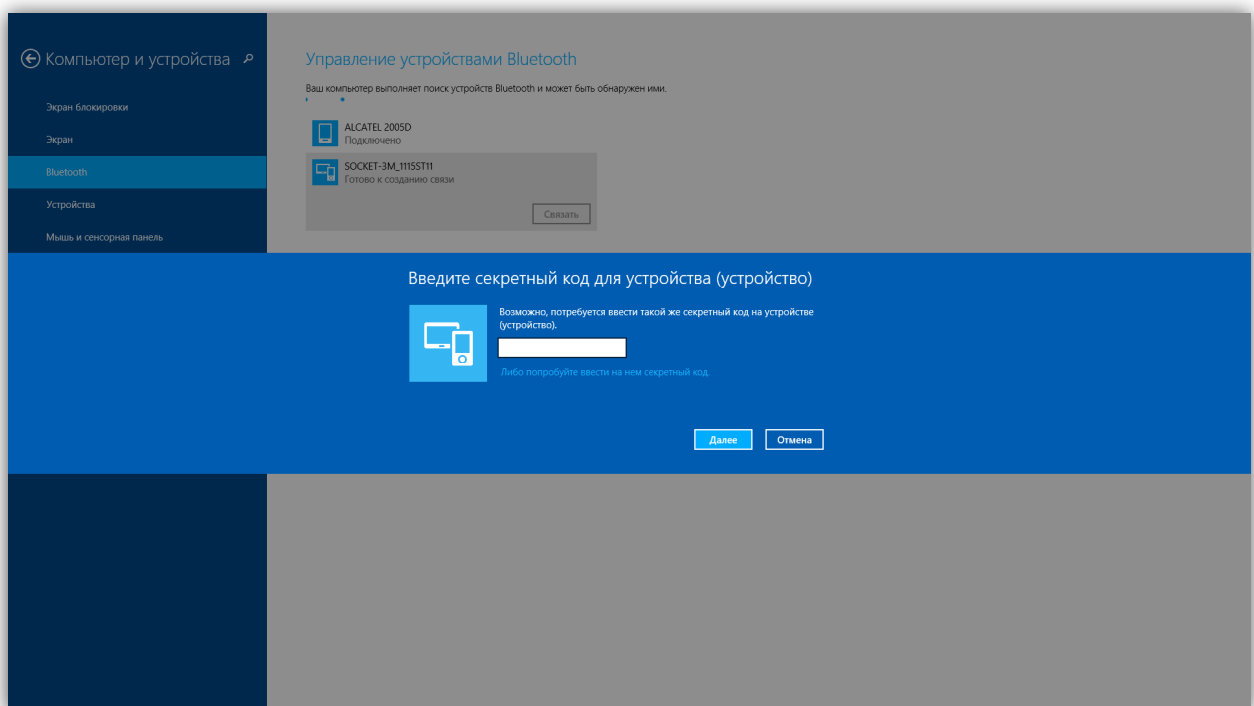 Компьютер и устройства
Экран блокировки
Экран
Bluetooth
Устройства
Мышь и сенсорная панель
Управление устройствами Bluetooth
Ваш компьютер выполняет поиск устройств Bluetooth и может быть обнаружен ими.
ALCATEL 2005D
Подключено
SOCKET-3M_1115ST11
Готово к созданию связи
Связать
Введите секретный код для устройства (устройство)
Возможно, потребуется ввести такой же секретный код на устройстве
(устройство).
Либо попробуйте ввести на нем секретный код.
Далее
Отмена